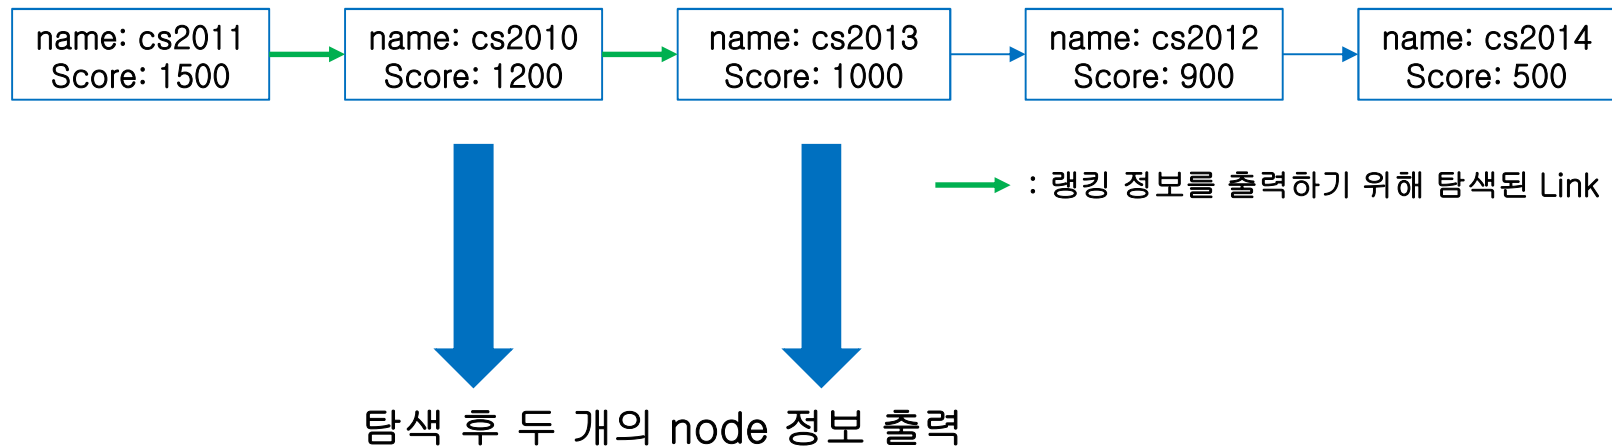 name: cs2011
Score: 1500
name: cs2010
Score: 1200
name: cs2013
Score: 1000
name: cs2012
Score: 900
name: cs2014
Score: 500
: 랭킹 정보를 출력하기 위해 탐색된 Link
탐색 후 두 개의 node 정보 출력